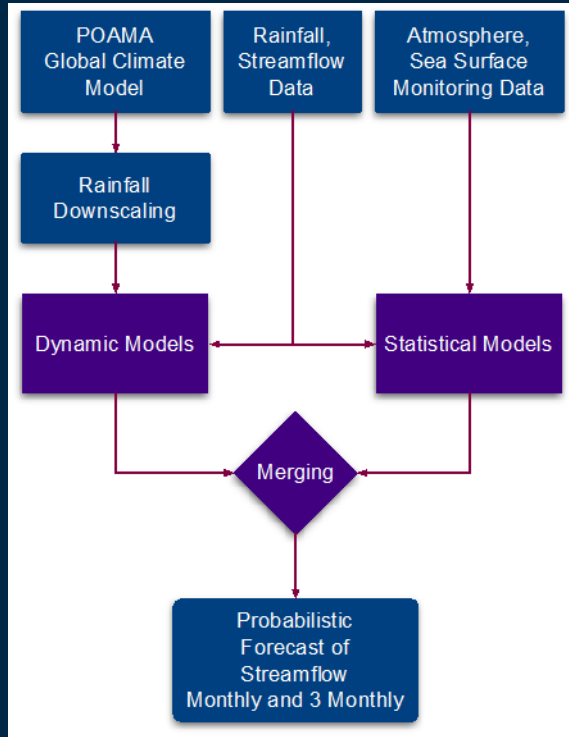 POAMA
Global Climate
Model
Rainfall,
Streamflow
Data
Atmosphere,
Sea Surface
Monitoring Data
Rainfall
Downscaling
Dynamic Models
Statistical Models
Merging
Probabilistic
Forecast of
Streamflow
Monthly and 3 Monthly